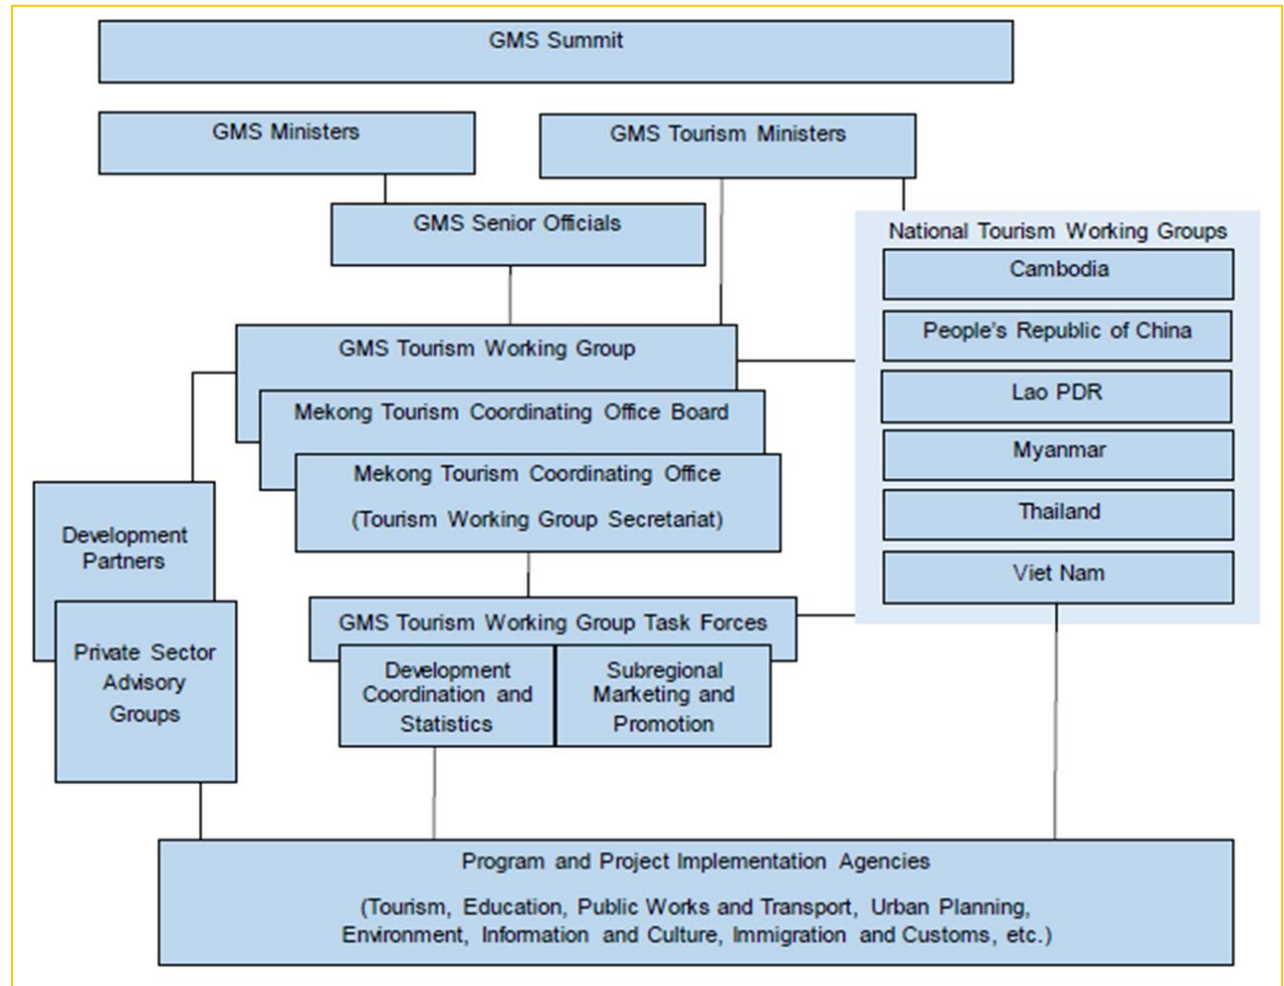 GMS Summit
GMS Ministers
GMS Tourism Ministers
GMS Senior Officials
National Tourism Working Groups
Cambodia
People's Republic of China
Lao PDR
Myanmar
Thailand
Viet Nam
GMS Tourism Working Group
Mekong Tourism Coordinating Office Board
Mekong Tourism Coordinating Office
(Tourism Working Group Secretariat)
Development
Partners
Private Sector
Advisory
Groups
GMS Tourism Working Group Task Forces
Development
Coordination and
Statistics
Subregional
Marketing and
Promotion
Program and Project Implementation Agencies
(Tourism, Education, Public Works and Transport, Urban Planning,
Environment, Information and Culture, Immigration and Customs, etc.)